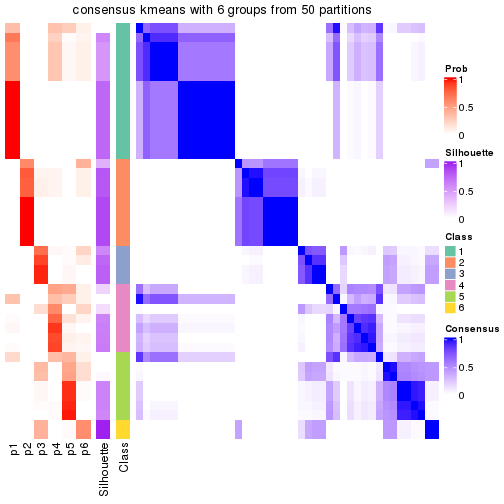 consensus kmeans with 6 groups from 50 partitions
Prob
1
0.5
0
Silhouette
1
0.5
0
Class
1
2
3
4
5
6
Consensus
1
0.5
0
p1
p2
p3
p4
p5
p6
Silhouette
Class